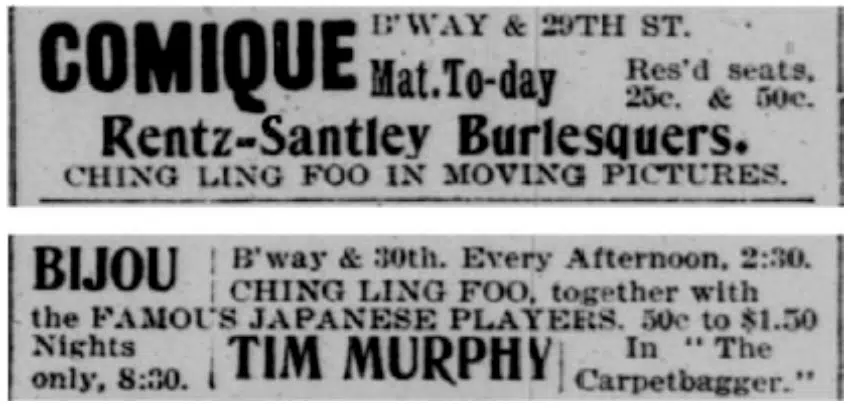 COMIQUE B'WAY & 29TH ST.
Mat. To-day Res'd seats, 25c. & 50c.
Rentz-Santley Burlesquers.
CHING LING FOO IN MOVING PICTURES.
BIJOU B'way & 30th. Every Afternoon, 2:30.
CHING LING FOO, together with
the FAMOUS JAPANESE PLAYERS. 50c to $1.50
Nights only, 8:30. TIM MURPHY In "The Carpetbagger."